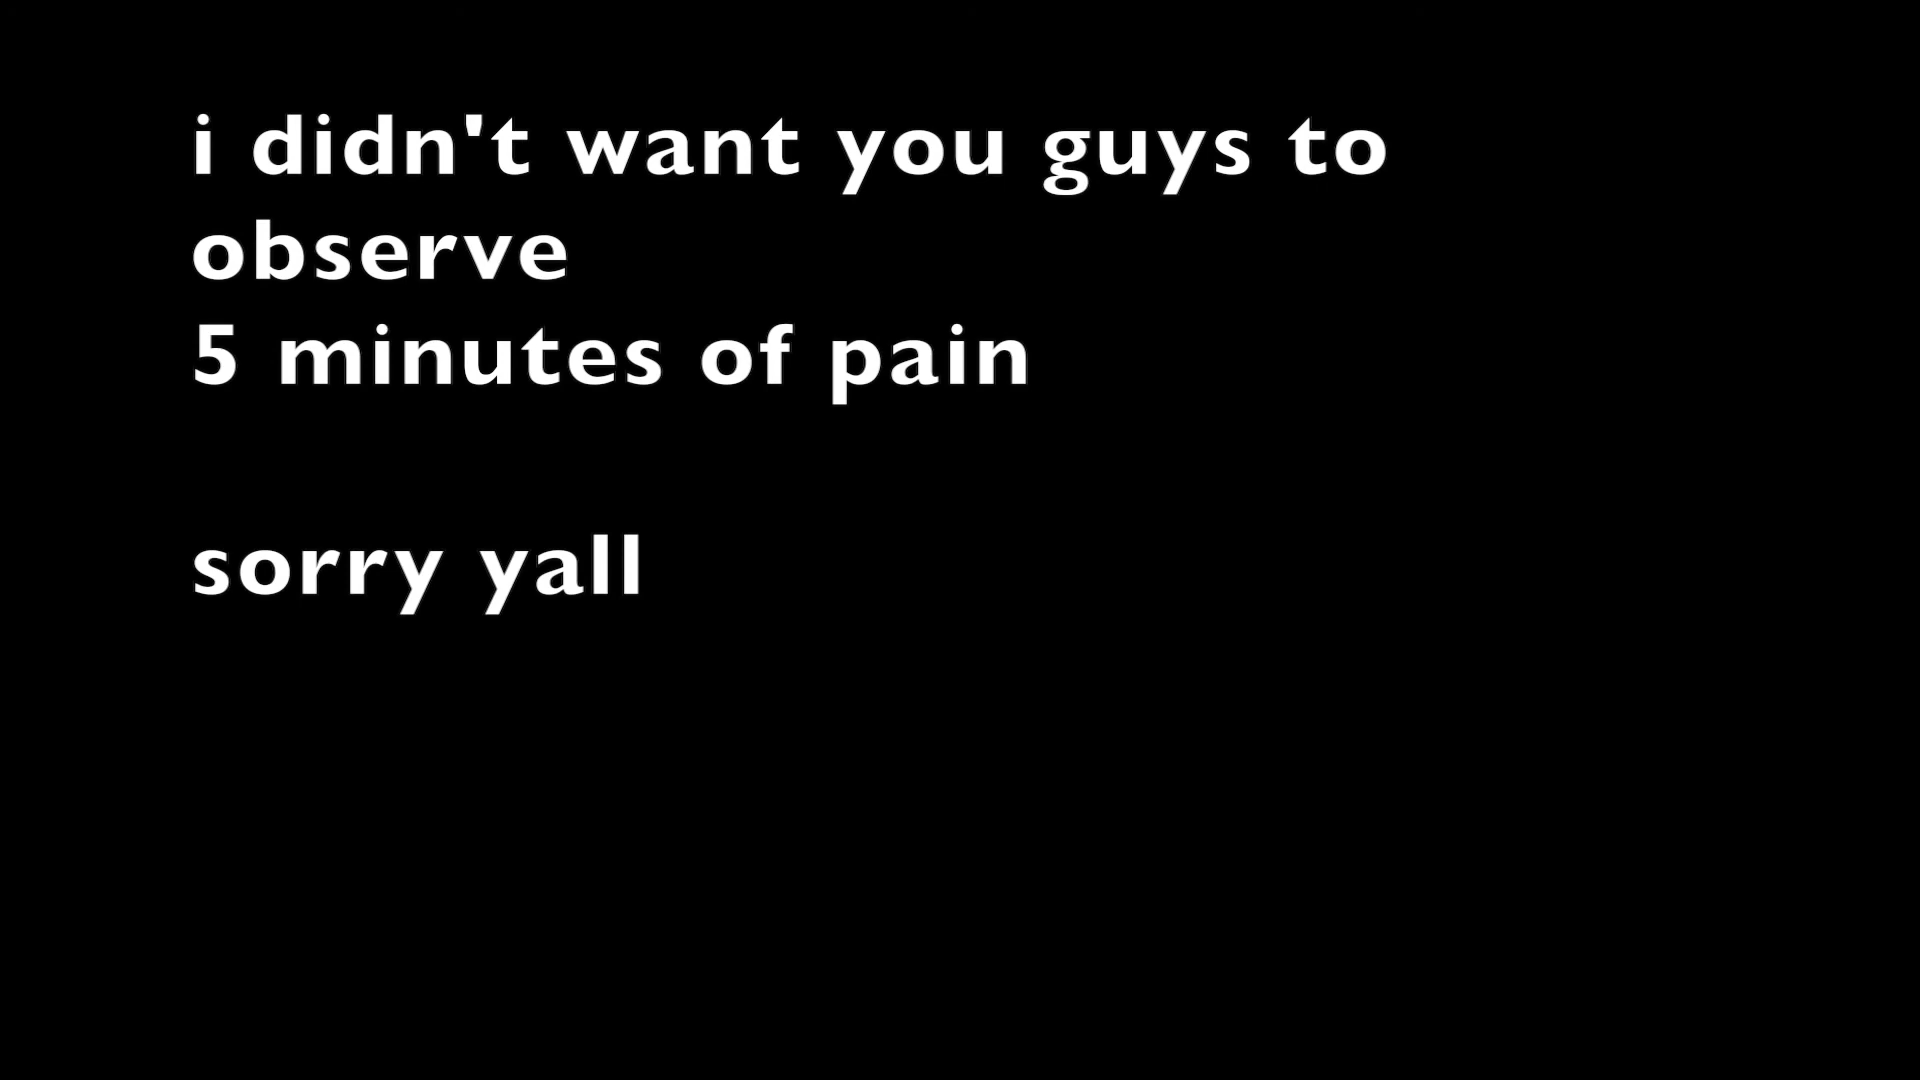 i didn't want you guys to
observe
5 minutes of pain
sorry yall